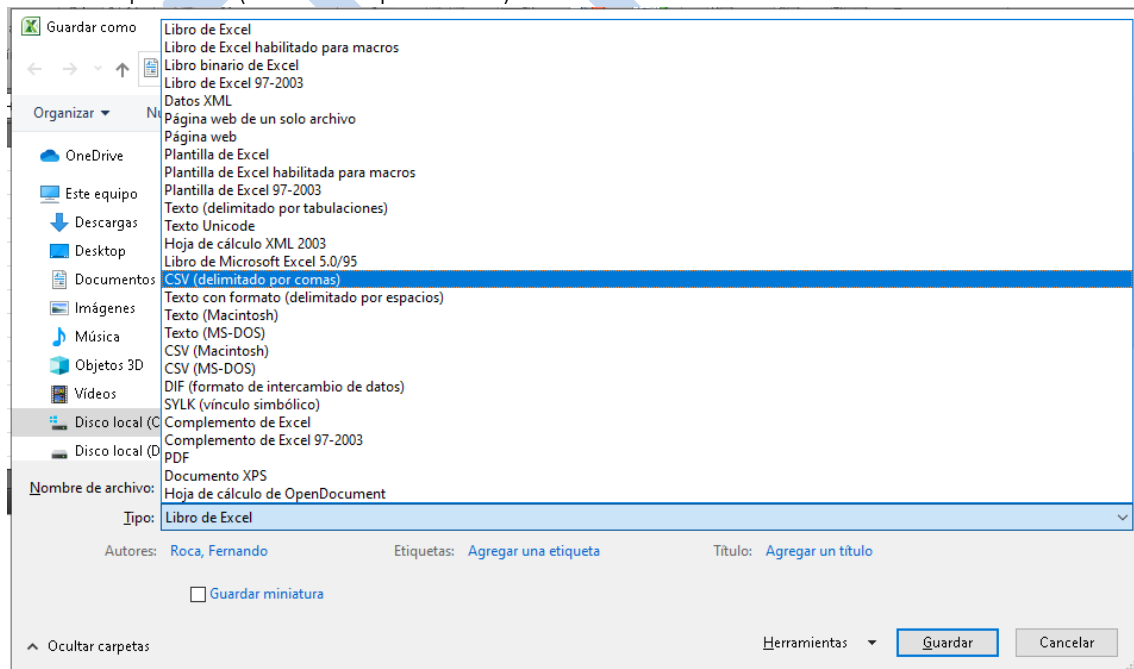 Guardar como
Libro de Excel
Libro de Excel habilitado para macros
Libro binario de Excel
Libro de Excel 97-2003
Datos XML
Página web de un solo archivo
Página web
Plantilla de Excel
Plantilla de Excel habilitada para macros
Plantilla de Excel 97-2003
Texto (delimitado por tabulaciones)
Texto Unicode
Hoja de cálculo XML 2003
Libro de Microsoft Excel 5.0/95
CSV (delimitado por comas)
Texto con formato (delimitado por espacios)
Texto (Macintosh)
Texto (MS-DOS)
CSV (Macintosh)
CSV (MS-DOS)
DIF (formato de intercambio de datos)
SYLK (vínculo simbólico)
Complemento de Excel
Complemento de Excel 97-2003
PDF
Documento XPS
Hoja de cálculo de OpenDocument
Organizar
OneDrive
Este equipo
Descargas
Desktop
Documentos
Imágenes
Música
Objetos 3D
Vídeos
Disco local (C
Disco local (D
Nombre de archivo:
Tipo: Libro de Excel
Autores: Roca, Fernando Etiquetas: Agregar una etiqueta Título: Agregar un título
Guardar miniatura
Ocultar carpetas Herramientas Guardar Cancelar